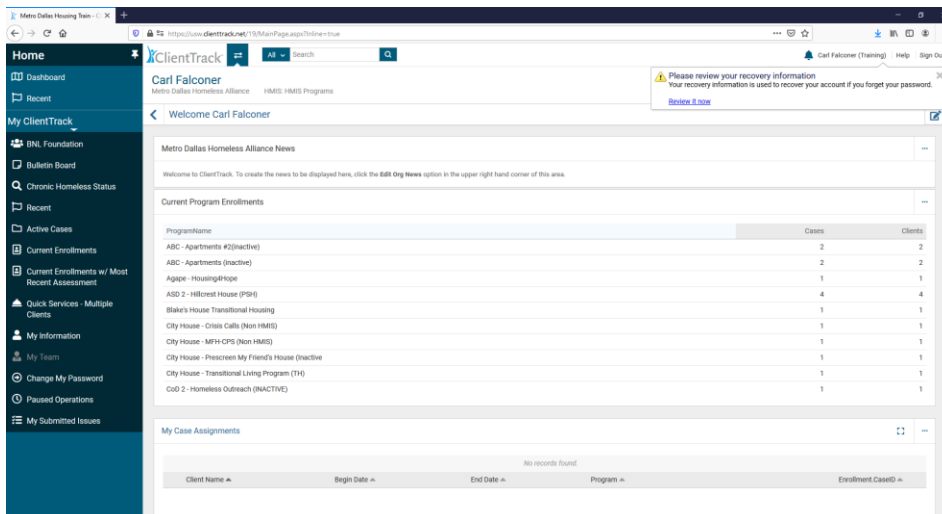 Metro Dallas Housing Train - C
https://usw.clienttrack.net/19/MainPage.aspx?inline=true
Home
Dashboard
Recent
My ClientTrack
BNL Foundation
Bulletin Board
Chronic Homeless Status
Recent
Active Cases
Current Enrollments
Current Enrollments w/ Most
Recent Assessment
Quick Services - Multiple
Clients
My Information
My Team
Change My Password
Paused Operations
My Submitted Issues
ClientTrack
All
Search
Carl Falconer (Training)
Help
Sign Ou
Carl Falconer
Metro Dallas Homeless Alliance HMIS: HMIS Programs
Please review your recovery information
Your recovery information is used to recover your account if you forget your password.
Review it now
Welcome Carl Falconer
Metro Dallas Homeless Alliance News
Welcome to ClientTrack. To create the news to be displayed here, click the Edit Org News option in the upper right hand corner of this area.
Current Program Enrollments
ProgramName Cases Clients
ABC - Apartments #2(inactive) 2 2
ABC - Apartments (Inactive) 2 2
Agape - Housing4Hope 1 1
ASD 2 - Hillcrest House (PSH) 4 4
Blake's House Transitional Housing 1 1
City House - Crisis Calls (Non HMIS) 1 1
City House - MFH-CPS (Non HMIS) 1 1
City House - Prescreen My Friend's House (Inactive 1 1
City House - Transitional Living Program (TH) 1 1
CoD 2 - Homeless Outreach (INACTIVE) 1 1
My Case Assignments
No records found.
Client Name Begin Date End Date Program Enrollment.CaseID